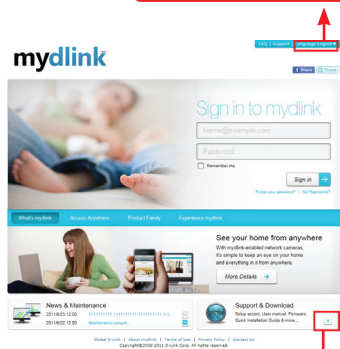 FAQ | Support | Language: English
mydlink
Share Tweet
Sign in to mydlink
Name@example.com
Password
Remember me
Sign in
Forgot your password? | Not Registered?
What's mydlink Access Anywhere Product Family Experience mydlink
See your home from anywhere
With mydlink-enabled network cameras,
it's simple to keep an eye on your home
and everything in it from anywhere.
More Details
News & Maintenance
2011/6/23 12:00
2011/6/22 12:00 Maintenance
Support & Download
Setup wizard, User manual, Firmware,
Quick Installation Guide & more...
Global D-Link | About mydlink | Terms of Use | Privacy Policy | Contact Us
Copyright©2009-2011 D-Link Corp. All rights reserved.